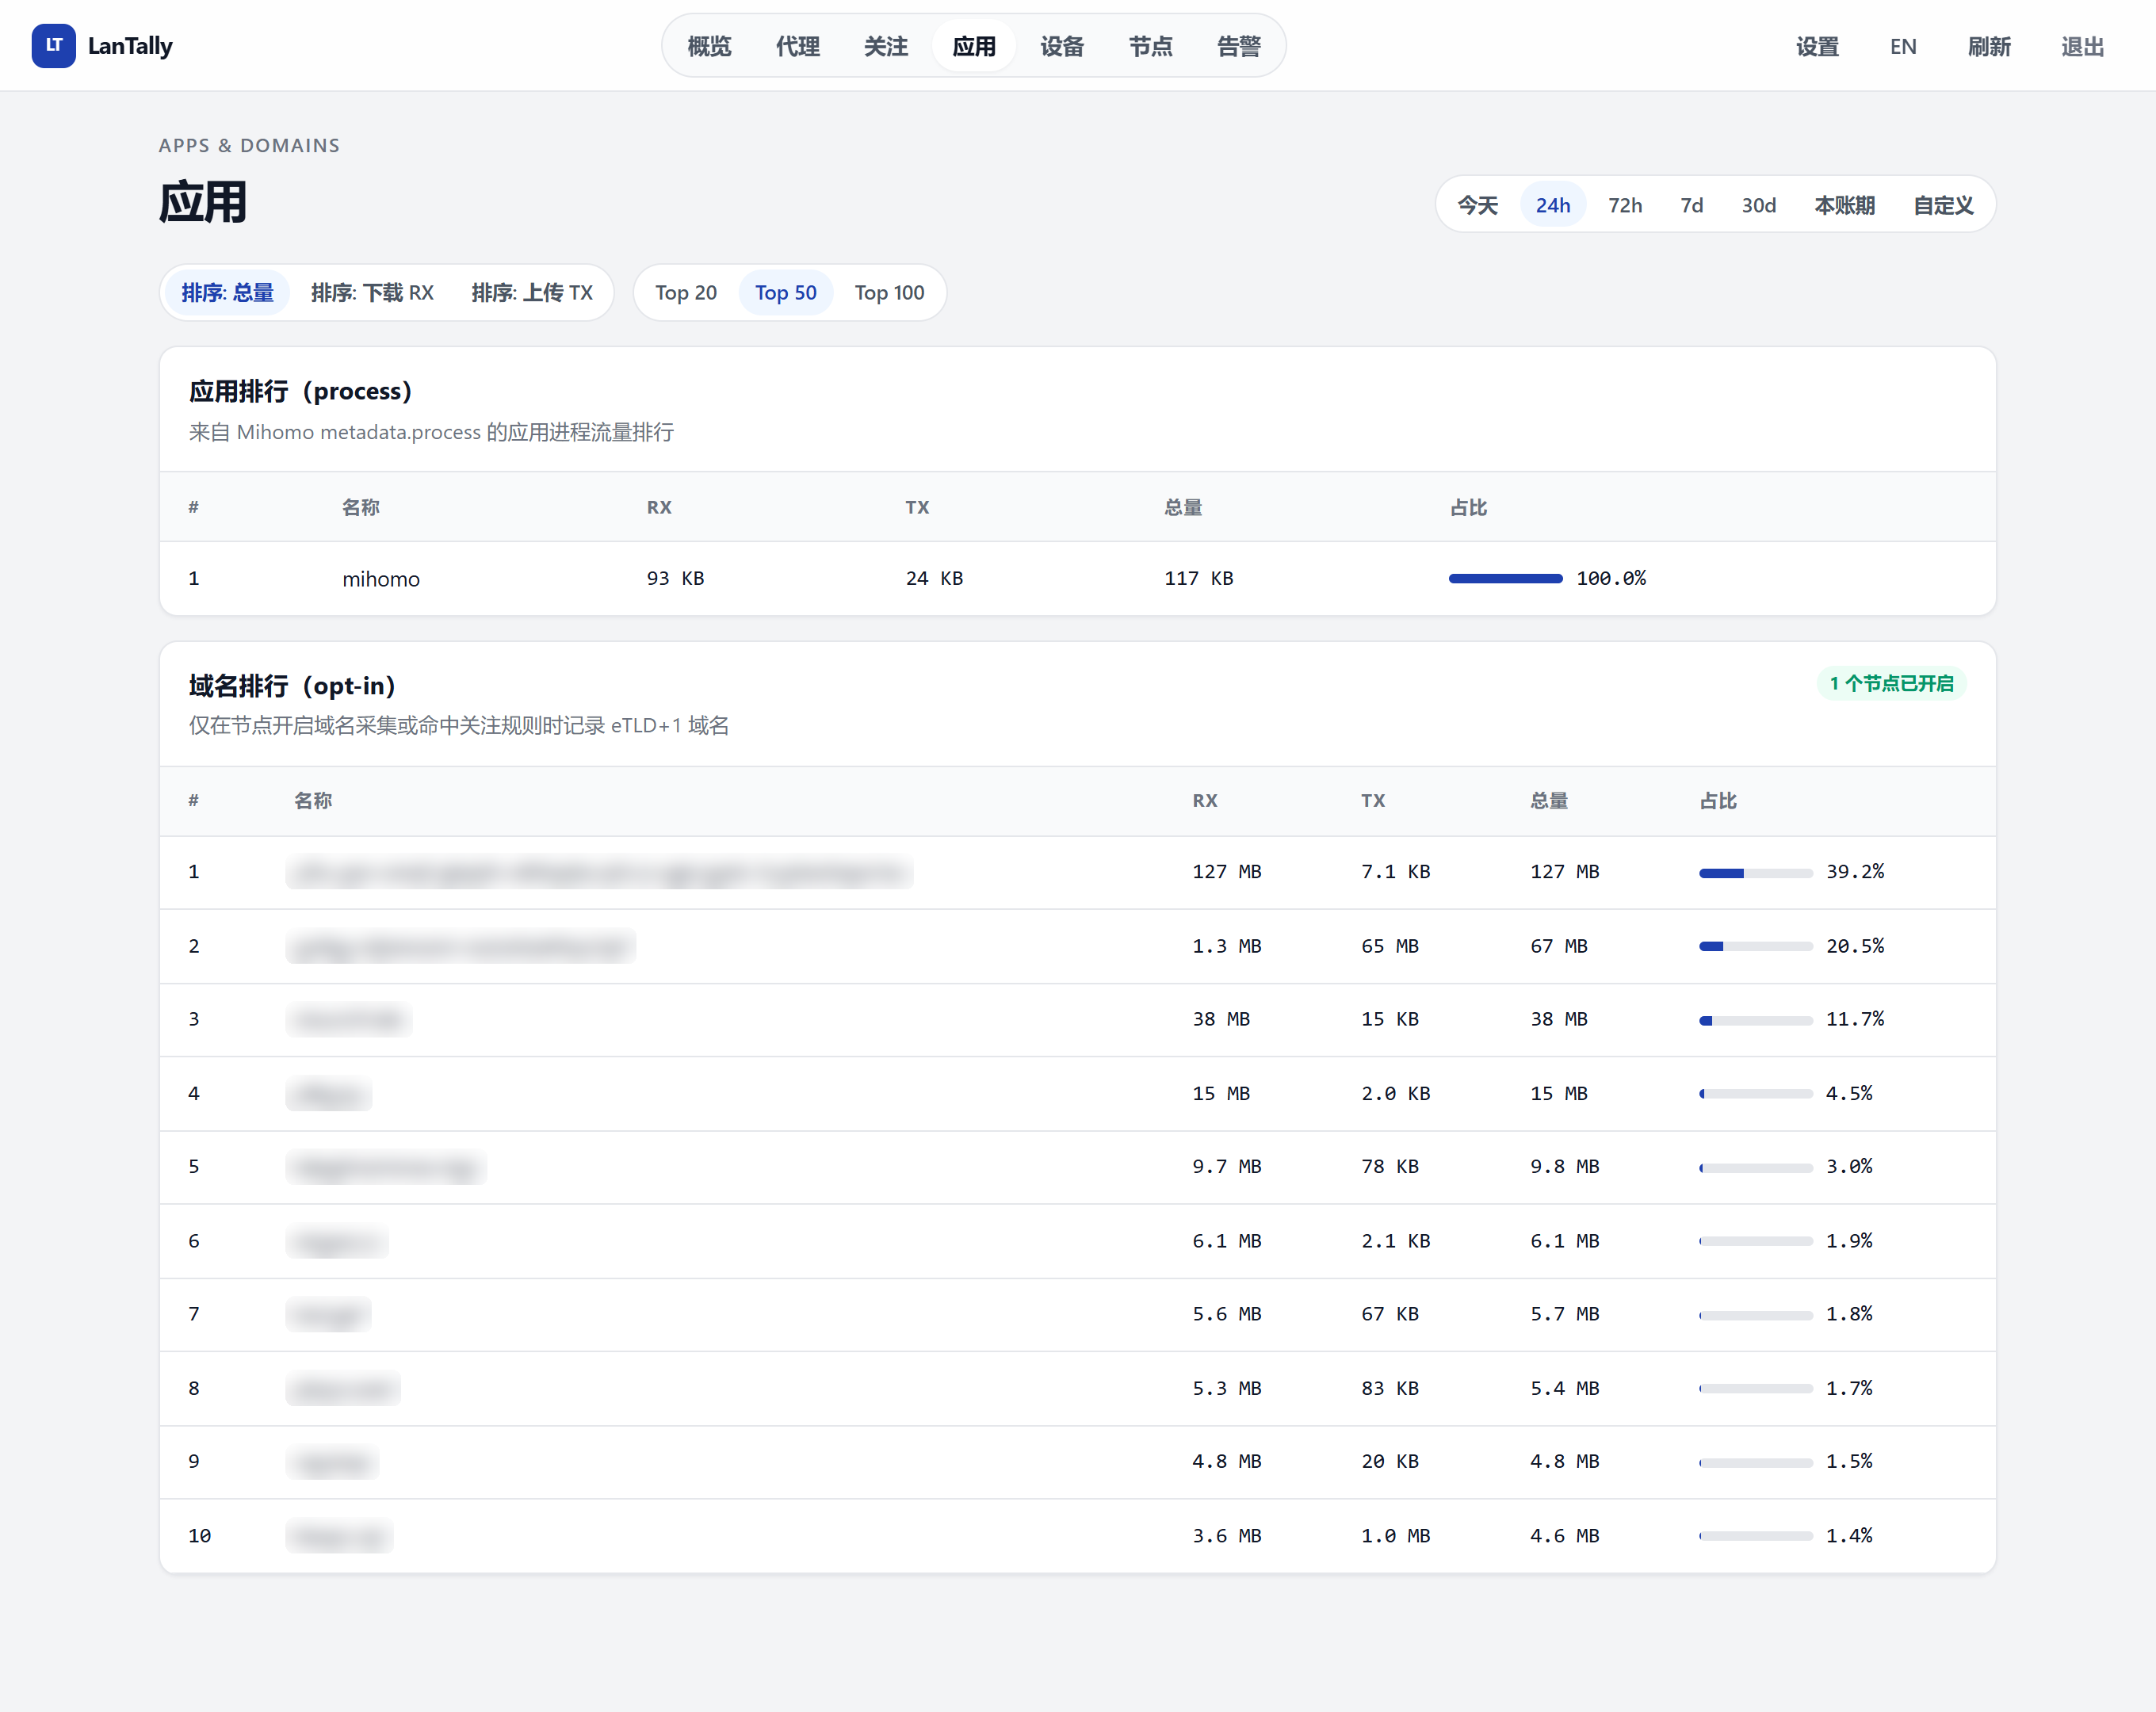 LT LanTally 概览 代理 关注 应用 设备 节点 告警 设置 EN 刷新 退出
APPS & DOMAINS
应用
今天 24h 72h 7d 30d 本账期 自定义
排序: 总量 排序: 下载 RX 排序: 上传 TX Top 20 Top 50 Top 100
应用排行（process）
来自 Mihomo metadata.process 的应用进程流量排行
# 名称 RX TX 总量 占比
1 mihomo 93 KB 24 KB 117 KB 100.0%
域名排行（opt-in） 1 个节点已开启
仅在节点开启域名采集或命中关注规则时记录 eTLD+1 域名
# 名称 RX TX 总量 占比
1 127 MB 7.1 KB 127 MB 39.2%
2 1.3 MB 65 MB 67 MB 20.5%
3 38 MB 15 KB 38 MB 11.7%
4 15 MB 2.0 KB 15 MB 4.5%
5 9.7 MB 78 KB 9.8 MB 3.0%
6 6.1 MB 2.1 KB 6.1 MB 1.9%
7 5.6 MB 67 KB 5.7 MB 1.8%
8 5.3 MB 83 KB 5.4 MB 1.7%
9 4.8 MB 20 KB 4.8 MB 1.5%
10 3.6 MB 1.0 MB 4.6 MB 1.4%